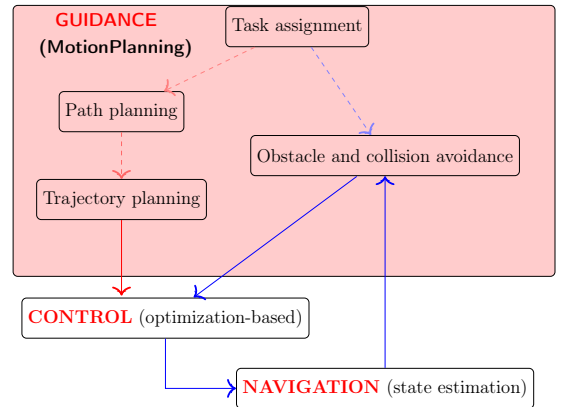 GUIDANCE
Task assignment
(MotionPlanning)
Path planning
Obstacle and collision avoidance
Trajectory planning
CONTROL (optimization-based)
NAVIGATION (state estimation)